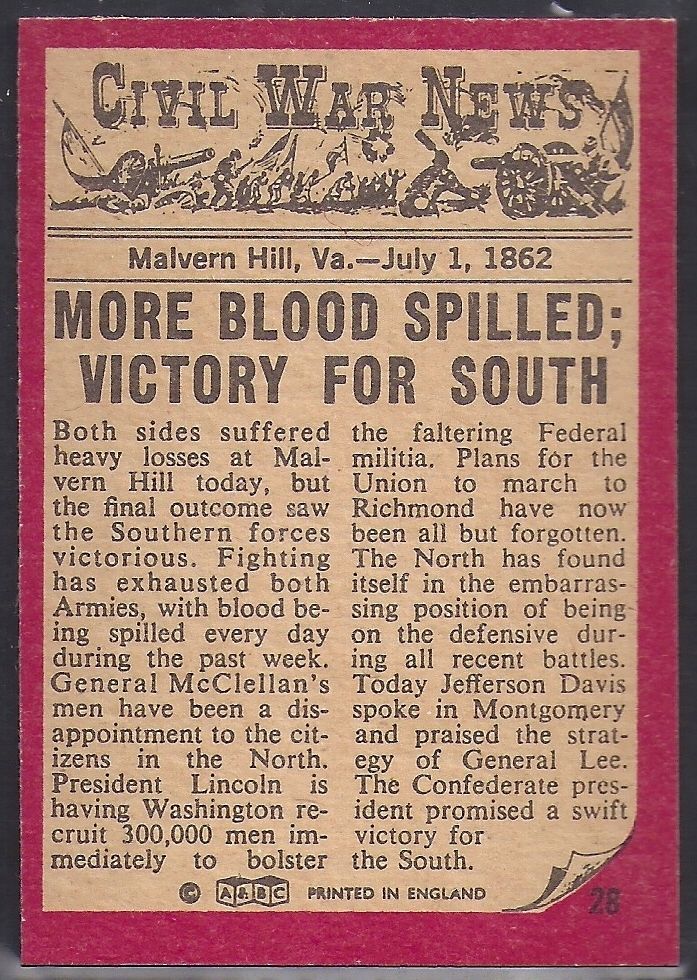 CIVIL WAR NEWS
Malvern Hill, Va.—July 1, 1862
MORE BLOOD SPILLED;
VICTORY FOR SOUTH
Both sides suffered
heavy losses at Mal-
vern Hill today, but
the final outcome saw
the Southern forces
victorious. Fighting
has exhausted both
Armies, with blood be-
ing spilled every day
during the past week.
General McClellan's
men have been a dis-
appointment to the cit-
izens in the North.
President Lincoln is
having Washington re-
cruit 300,000 men im-
mediately to bolster
the faltering Federal
militia. Plans for the
Union to march to
Richmond have now
been all but forgotten.
The North has found
itself in the embarras-
sing position of being
on the defensive dur-
ing all recent battles.
Today Jefferson Davis
spoke in Montgomery
and praised the strat-
egy of General Lee.
The Confederate pres-
ident promised a swift
victory for
the South.
© A&BC PRINTED IN ENGLAND
28